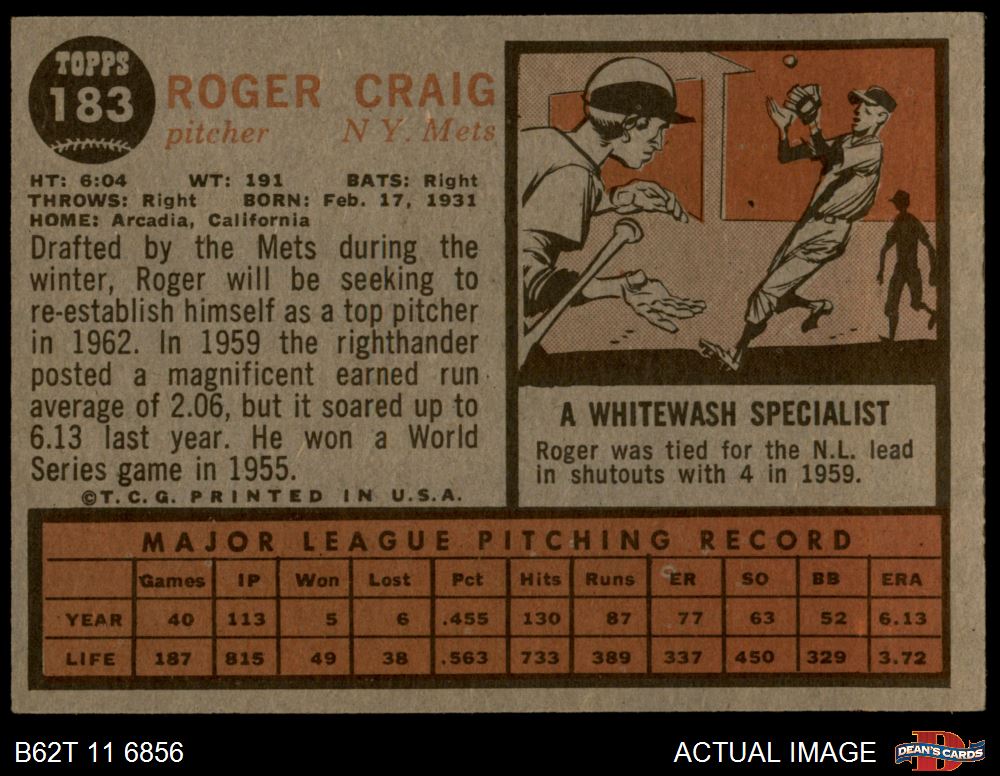 TOPPS
183
ROGER CRAIG
pitcher N Y. Mets
HT: 6:04 WT: 191 BATS: Right
THROWS: Right BORN: Feb. 17, 1931
HOME: Arcadia, California
Drafted by the Mets during the
winter, Roger will be seeking to
re-establish himself as a top pitcher
in 1962. In 1959 the righthander
posted a magnificent earned run
average of 2.06, but it soared up to
6.13 last year. He won a World
Series game in 1955.
©T.C.G. PRINTED IN U.S.A.
A WHITEWASH SPECIALIST
Roger was tied for the N.L. lead
in shutouts with 4 in 1959.
MAJOR LEAGUE PITCHING RECORD
Games IP Won Lost Pct Hits Runs ER SO BB ERA
YEAR 40 113 5 6 .455 130 87 77 63 52 6.13
LIFE 187 815 49 38 .563 733 389 337 450 329 3.72
B62T 11 6856 ACTUAL IMAGE DEAN'S CARDS